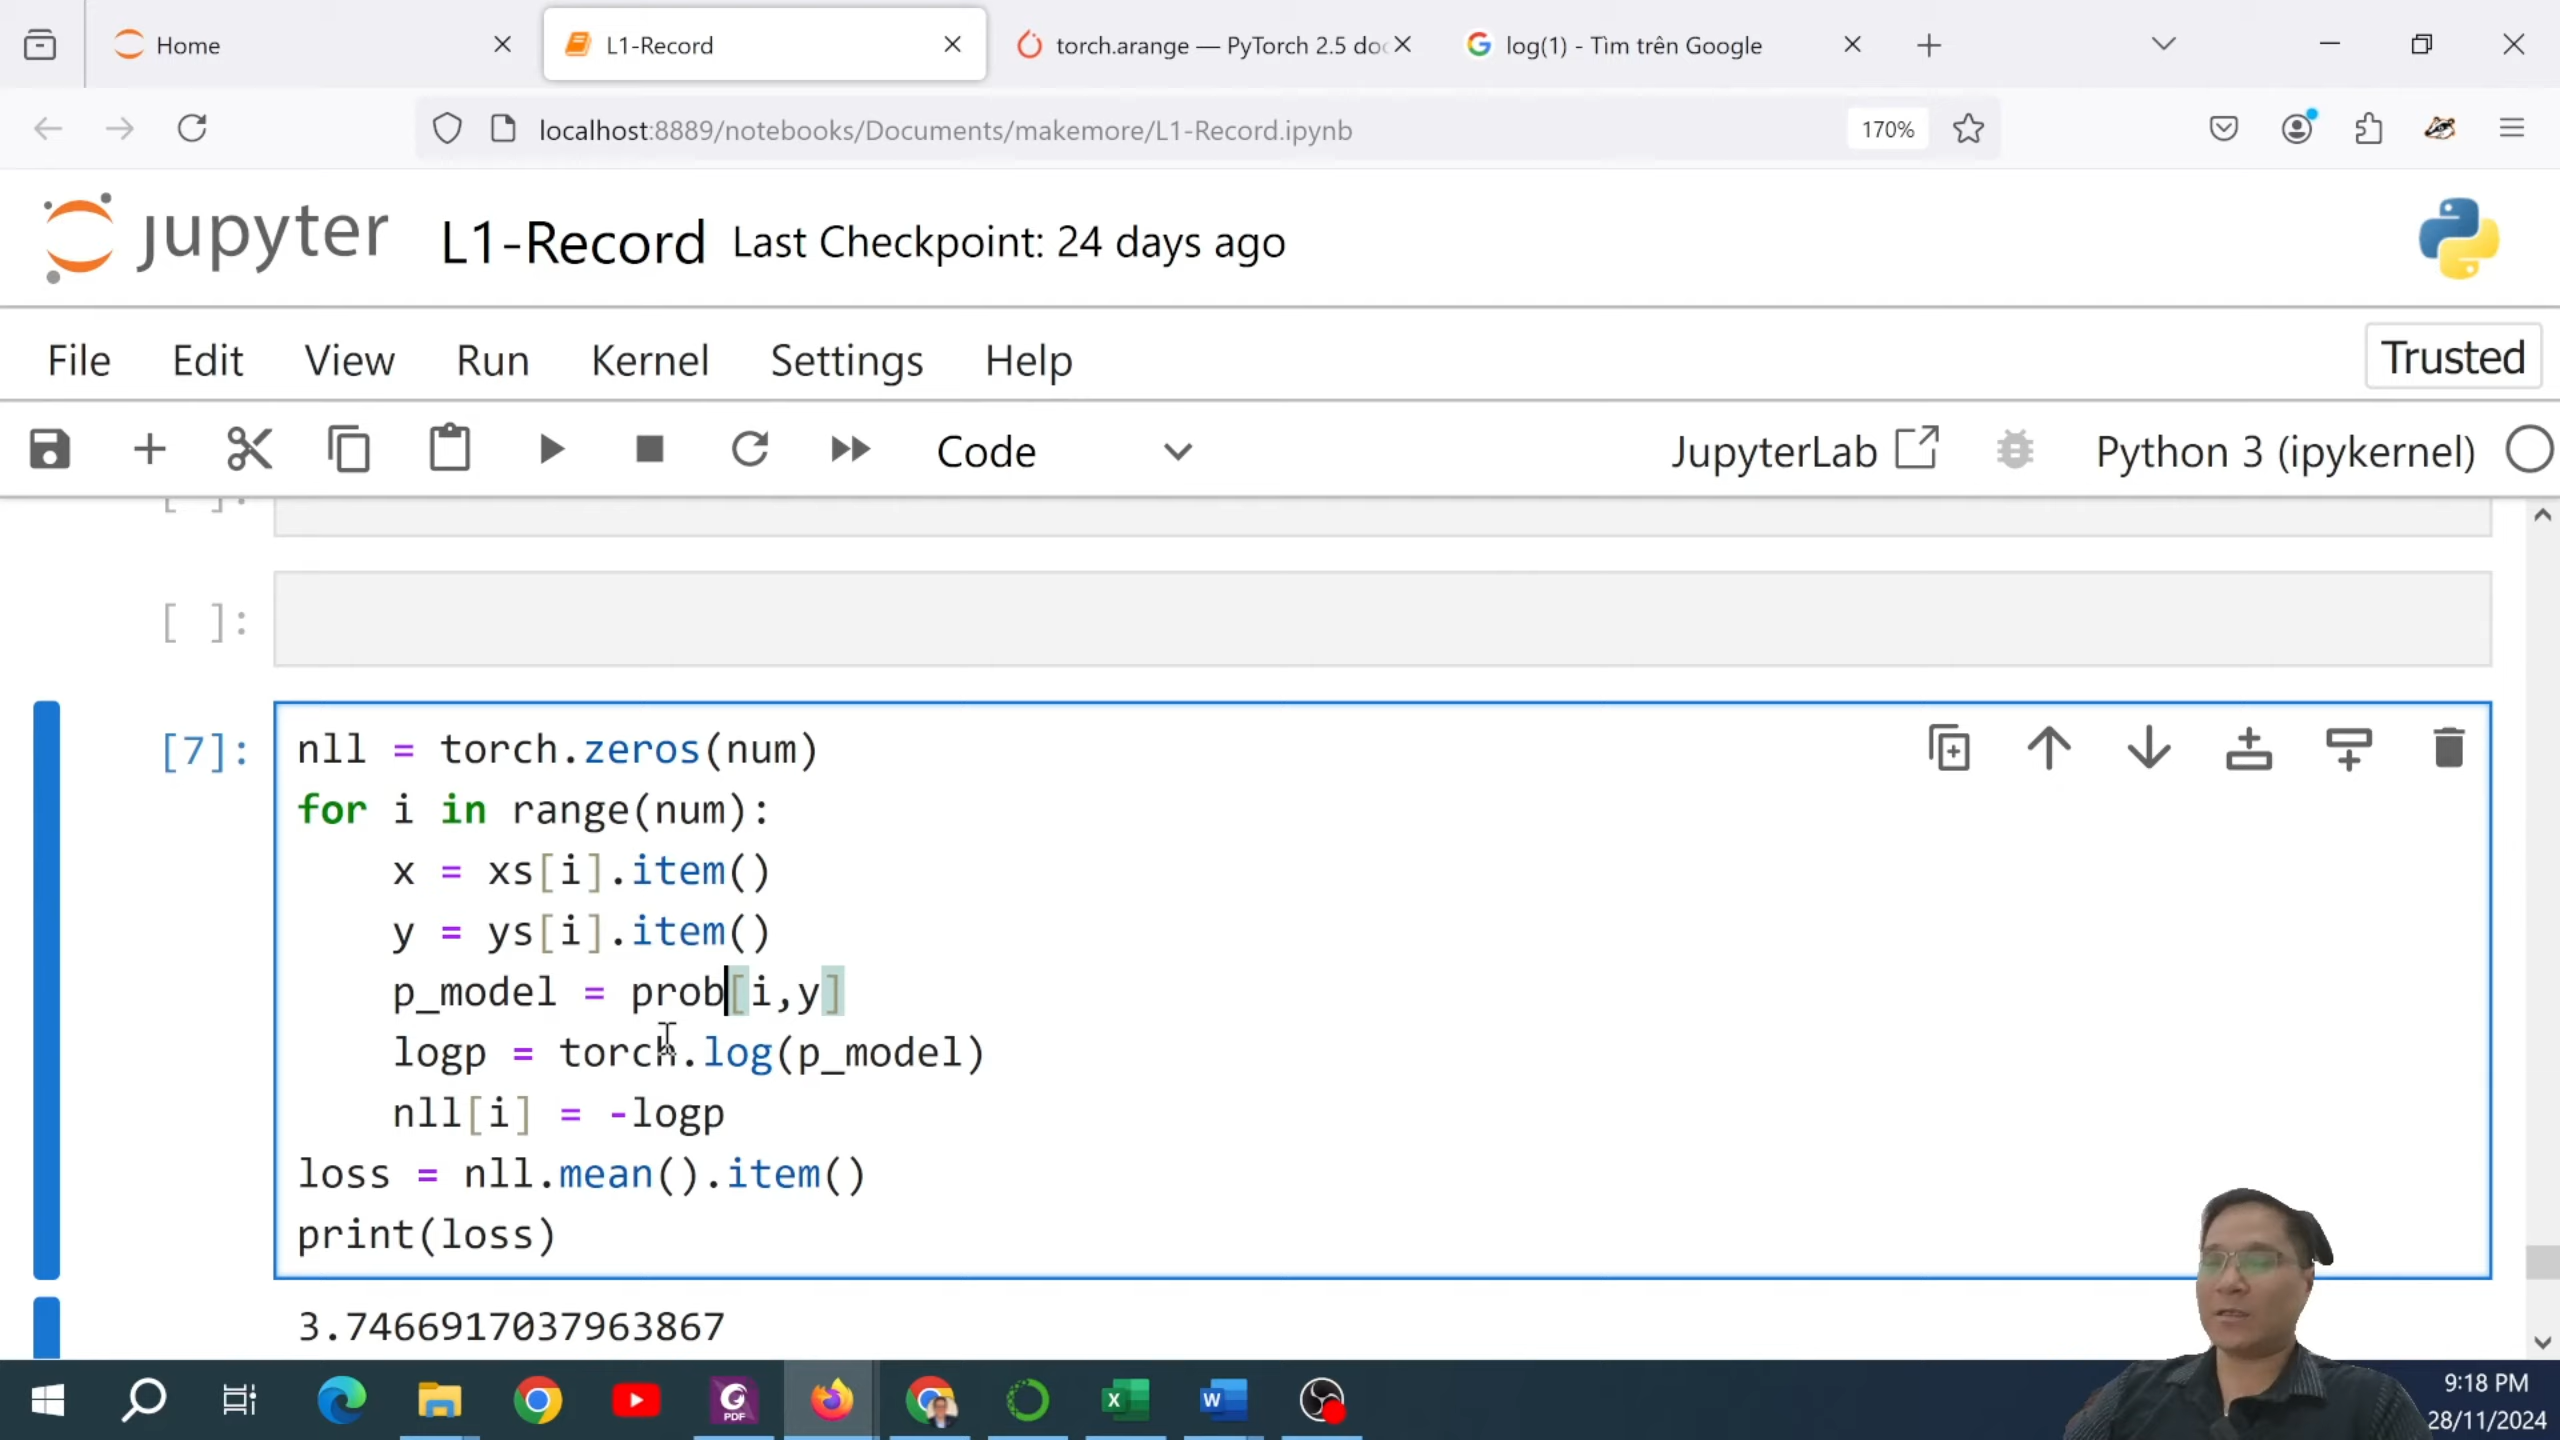 Home
L1-Record
torch.arange — PyTorch 2.5 doc
log(1) - Tìm trên Google
localhost:8889/notebooks/Documents/makemore/L1-Record.ipynb
170%
jupyter L1-Record Last Checkpoint: 24 days ago
File Edit View Run Kernel Settings Help
Trusted
Code
JupyterLab
Python 3 (ipykernel)
[ ]:
[ ]:
[7]:
nll = torch.zeros(num)
for i in range(num):
    x = xs[i].item()
    y = ys[i].item()
    p_model = prob[i,y]
    logp = torch.log(p_model)
    nll[i] = -logp
loss = nll.mean().item()
print(loss)
3.7466917037963867
PDF
X
W
9:18 PM
28/11/2024